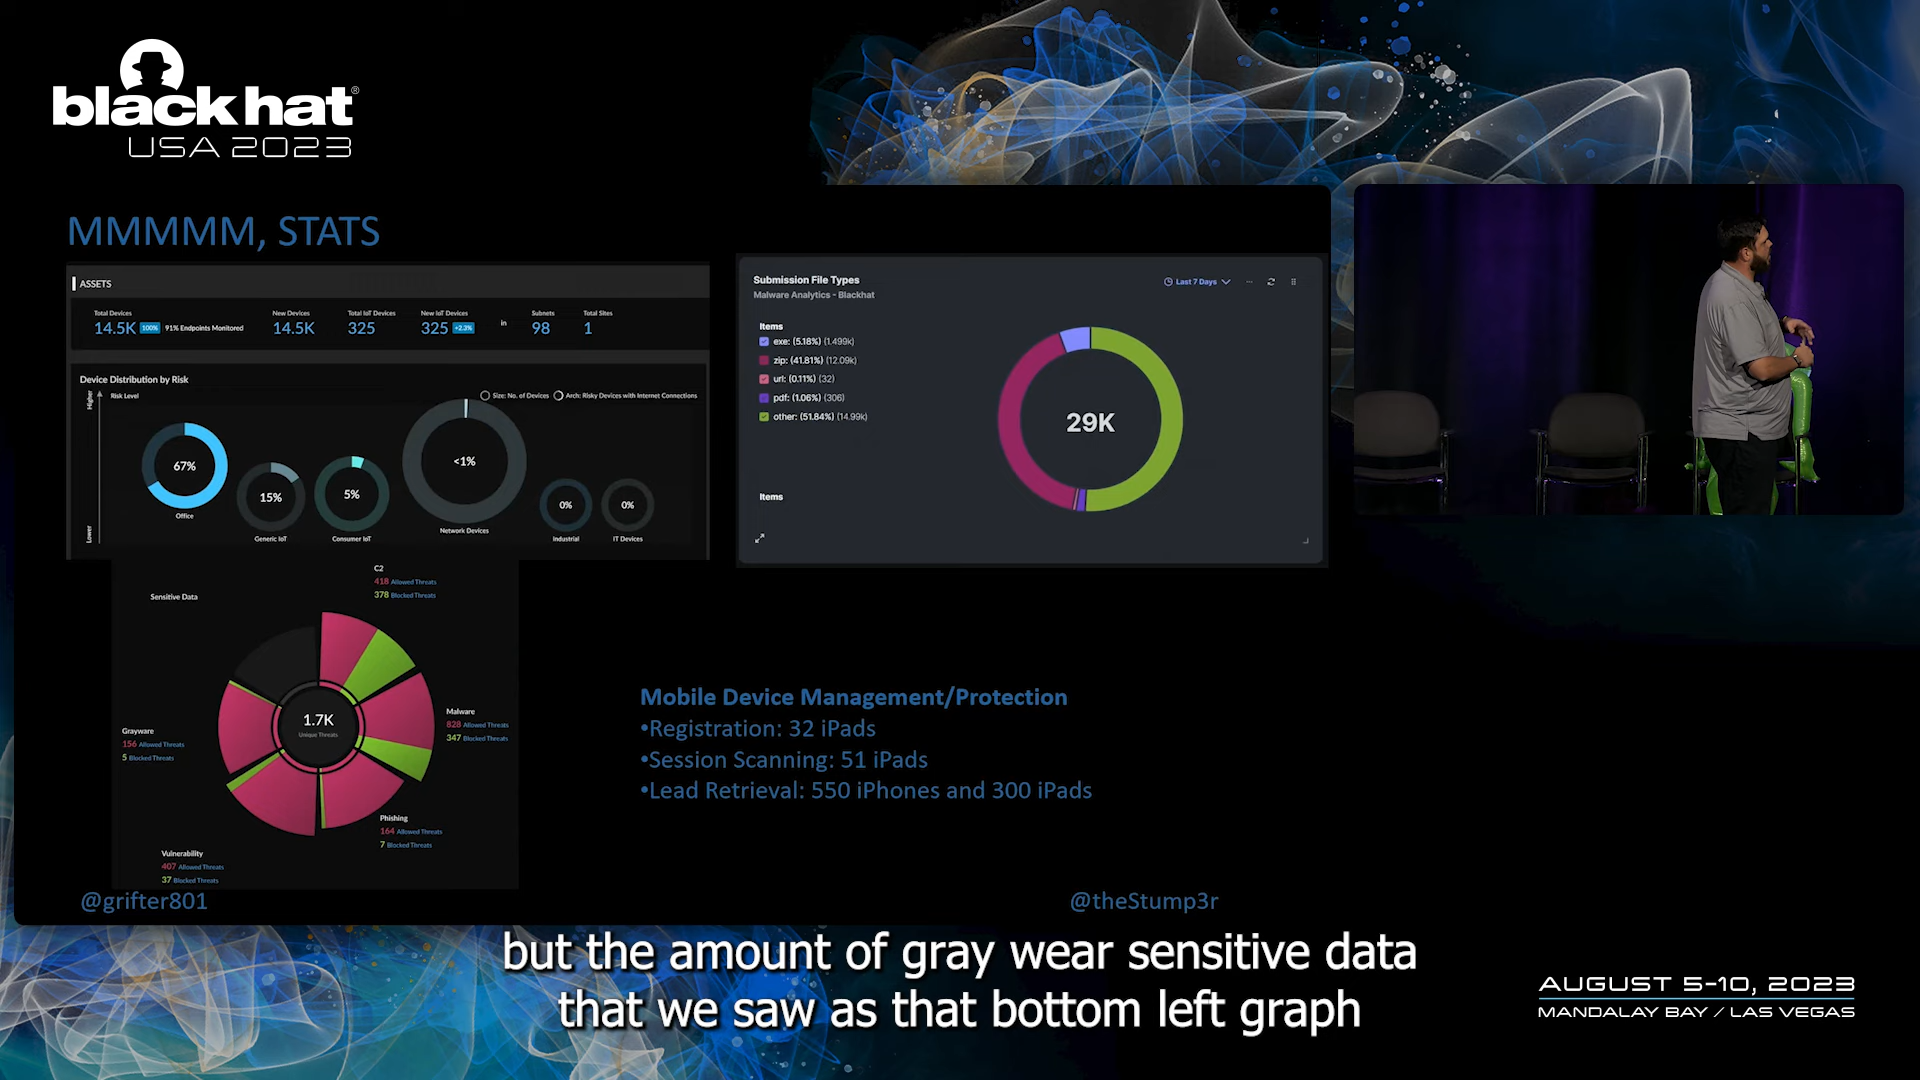 black hat®
USA 2023
MMMMM, STATS
ASSETS
Total Devices
14.5K 100% 91% Endpoints Monitored
New Devices
14.5K
Total IoT Devices
325
New IoT Devices
325 +2.3%
in
Subnets
98
Total Sites
1
Device Distribution by Risk
Risk Level
Size: No. of Devices
Arch: Risky Devices with Internet Connections
Higher
Lower
67%
Office
15%
Generic IoT
5%
Consumer IoT
<1%
Network Devices
0%
Industrial
0%
IT Devices
Submission File Types
Malware Analytics - Blackhat
Last 7 Days
Items
exe: (5.18%) (1.499k)
zip: (41.81%) (12.09k)
url: (0.11%) (32)
pdf: (1.06%) (306)
other: (51.84%) (14.99k)
29K
Items
Sensitive Data
C2
418 Allowed Threats
378 Blocked Threats
Malware
828 Allowed Threats
347 Blocked Threats
1.7K
Unique Threats
Grayware
156 Allowed Threats
5 Blocked Threats
Phishing
164 Allowed Threats
7 Blocked Threats
Vulnerability
407 Allowed Threats
37 Blocked Threats
Mobile Device Management/Protection
•Registration: 32 iPads
•Session Scanning: 51 iPads
•Lead Retrieval: 550 iPhones and 300 iPads
@grifter801
@theStump3r
but the amount of gray wear sensitive data
that we saw as that bottom left graph
AUGUST 5-10, 2023
MANDALAY BAY / LAS VEGAS